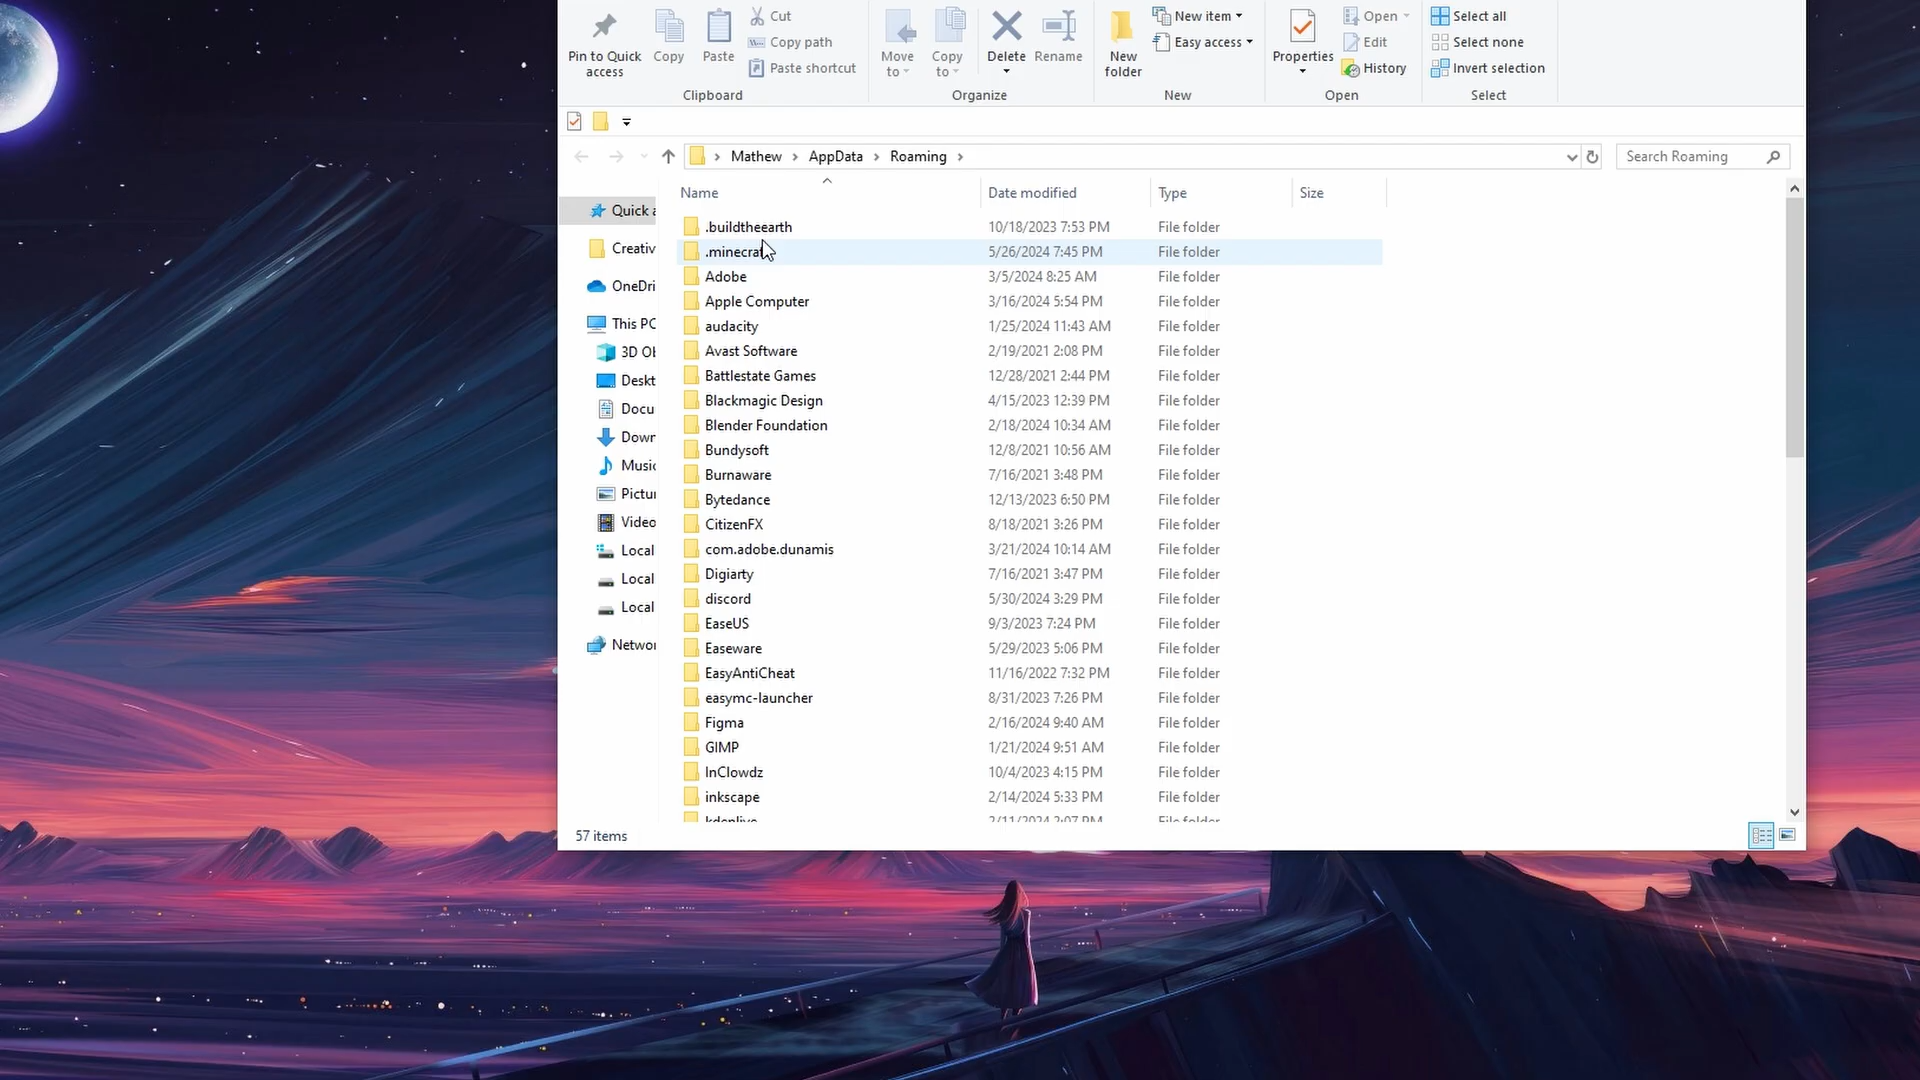 Pin to Quick access
Copy
Paste
Cut
Copy path
Paste shortcut
Clipboard
Move to
Copy to
Delete
Rename
Organize
New folder
New item
Easy access
New
Properties
Open
Edit
History
Open
Select all
Select none
Invert selection
Select
Mathew > AppData > Roaming >
Search Roaming
Quick a
Creativ
OneDri
This PC
3D Ob
Deskt
Docu
Down
Music
Pictur
Video
Local
Local
Local
Networ
Name Date modified Type Size
.buildtheearth 10/18/2023 7:53 PM File folder
.minecraf 5/26/2024 7:45 PM File folder
Adobe 3/5/2024 8:25 AM File folder
Apple Computer 3/16/2024 5:54 PM File folder
audacity 1/25/2024 11:43 AM File folder
Avast Software 2/19/2021 2:08 PM File folder
Battlestate Games 12/28/2021 2:44 PM File folder
Blackmagic Design 4/15/2023 12:39 PM File folder
Blender Foundation 2/18/2024 10:34 AM File folder
Bundysoft 12/8/2021 10:56 AM File folder
Burnaware 7/16/2021 3:48 PM File folder
Bytedance 12/13/2023 6:50 PM File folder
CitizenFX 8/18/2021 3:26 PM File folder
com.adobe.dunamis 3/21/2024 10:14 AM File folder
Digiarty 7/16/2021 3:47 PM File folder
discord 5/30/2024 3:29 PM File folder
EaseUS 9/3/2023 7:24 PM File folder
Easeware 5/29/2023 5:06 PM File folder
EasyAntiCheat 11/16/2022 7:32 PM File folder
easymc-launcher 8/31/2023 7:26 PM File folder
Figma 2/16/2024 9:40 AM File folder
GIMP 1/21/2024 9:51 AM File folder
InClowdz 10/4/2023 4:15 PM File folder
inkscape 2/14/2024 5:33 PM File folder
kdenlive 2/11/2024 2:07 PM File folder
57 items